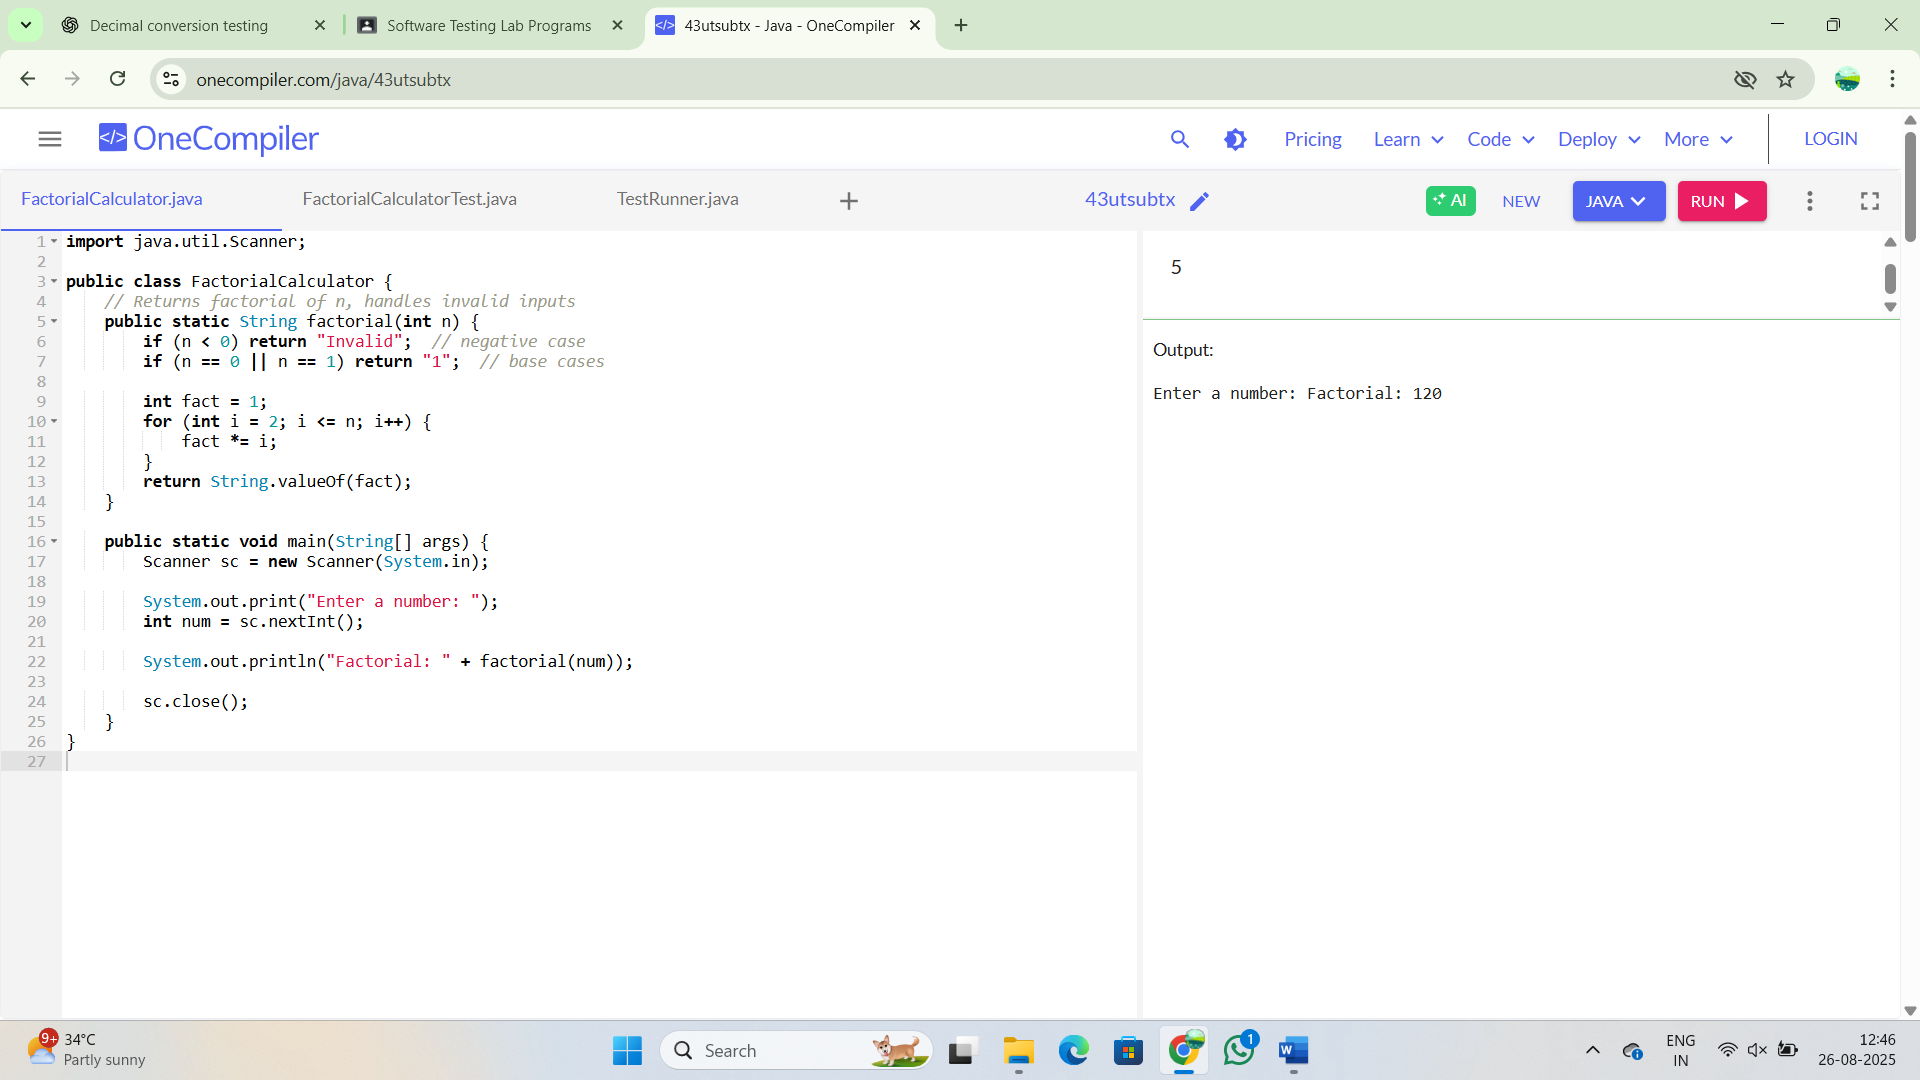 Decimal conversion testing
Software Testing Lab Programs
43utsubtx - Java - OneCompiler
onecompiler.com/java/43utsubtx
</> OneCompiler
Pricing Learn Code Deploy More LOGIN
FactorialCalculator.java FactorialCalculatorTest.java TestRunner.java + 43utsubtx AI NEW JAVA RUN
1 import java.util.Scanner;
2
3 public class FactorialCalculator {
4 // Returns factorial of n, handles invalid inputs
5 public static String factorial(int n) {
6 if (n < 0) return "Invalid"; // negative case
7 if (n == 0 || n == 1) return "1"; // base cases
8
9 int fact = 1;
10 for (int i = 2; i <= n; i++) {
11 fact *= i;
12 }
13 return String.valueOf(fact);
14 }
15
16 public static void main(String[] args) {
17 Scanner sc = new Scanner(System.in);
18
19 System.out.print("Enter a number: ");
20 int num = sc.nextInt();
21
22 System.out.println("Factorial: " + factorial(num));
23
24 sc.close();
25 }
26 }
27
5
Output:
Enter a number: Factorial: 120
9+
34°C
Partly sunny
Search
1
W
ENG
IN
12:46
26-08-2025